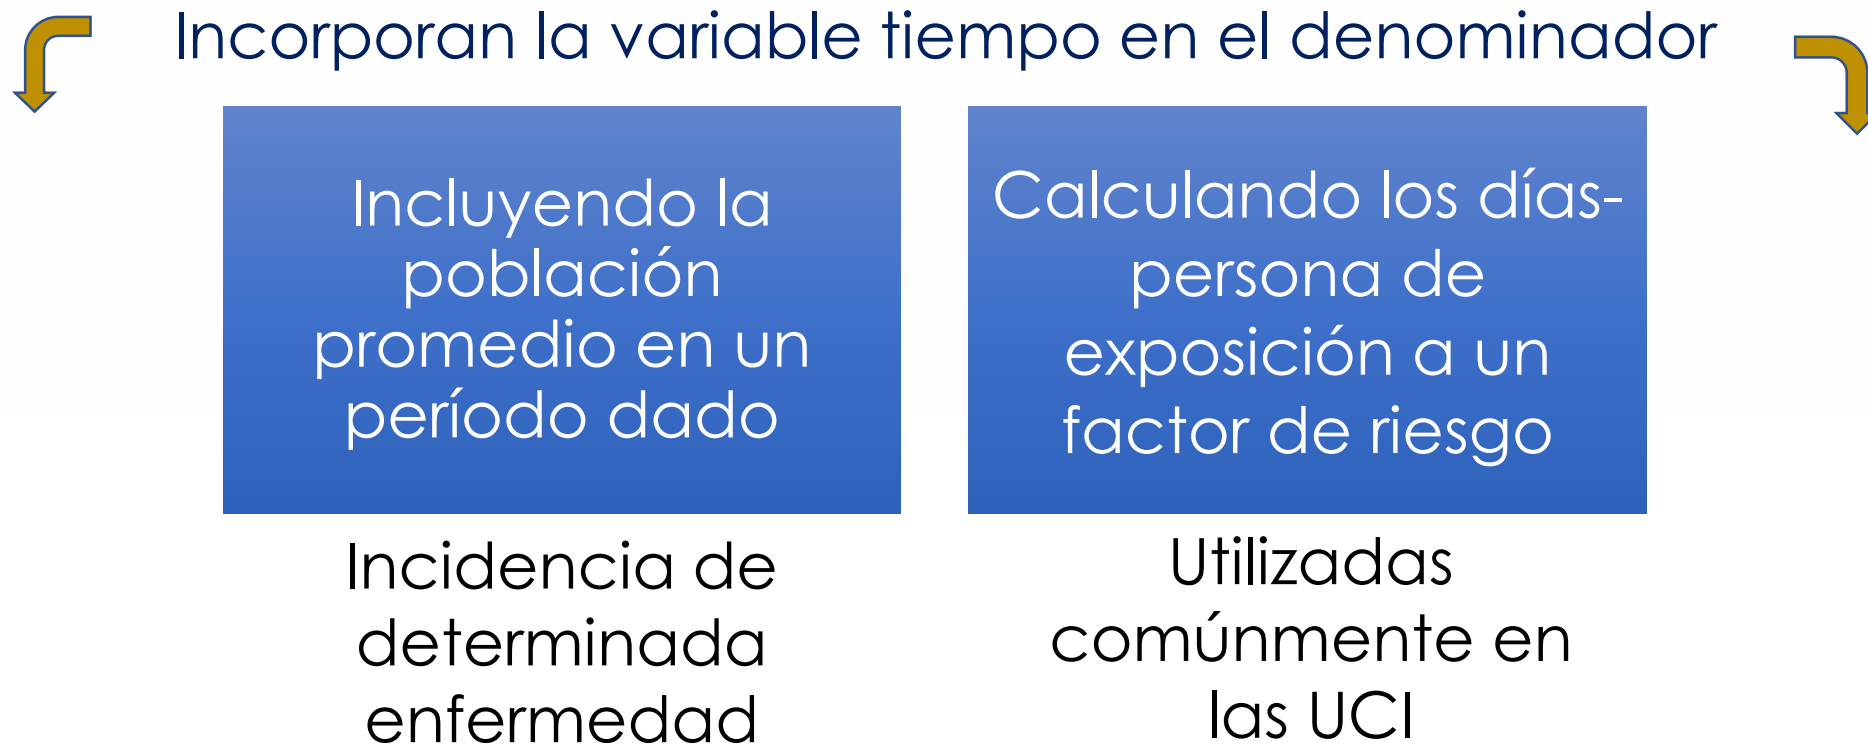 Incorporan la variable tiempo en el denominador
Incluyendo la
población
promedio en un
período dado
Calculando los días-
persona de
exposición a un
factor de riesgo
Incidencia de
determinada
enfermedad
Utilizadas
comúnmente en
las UCI